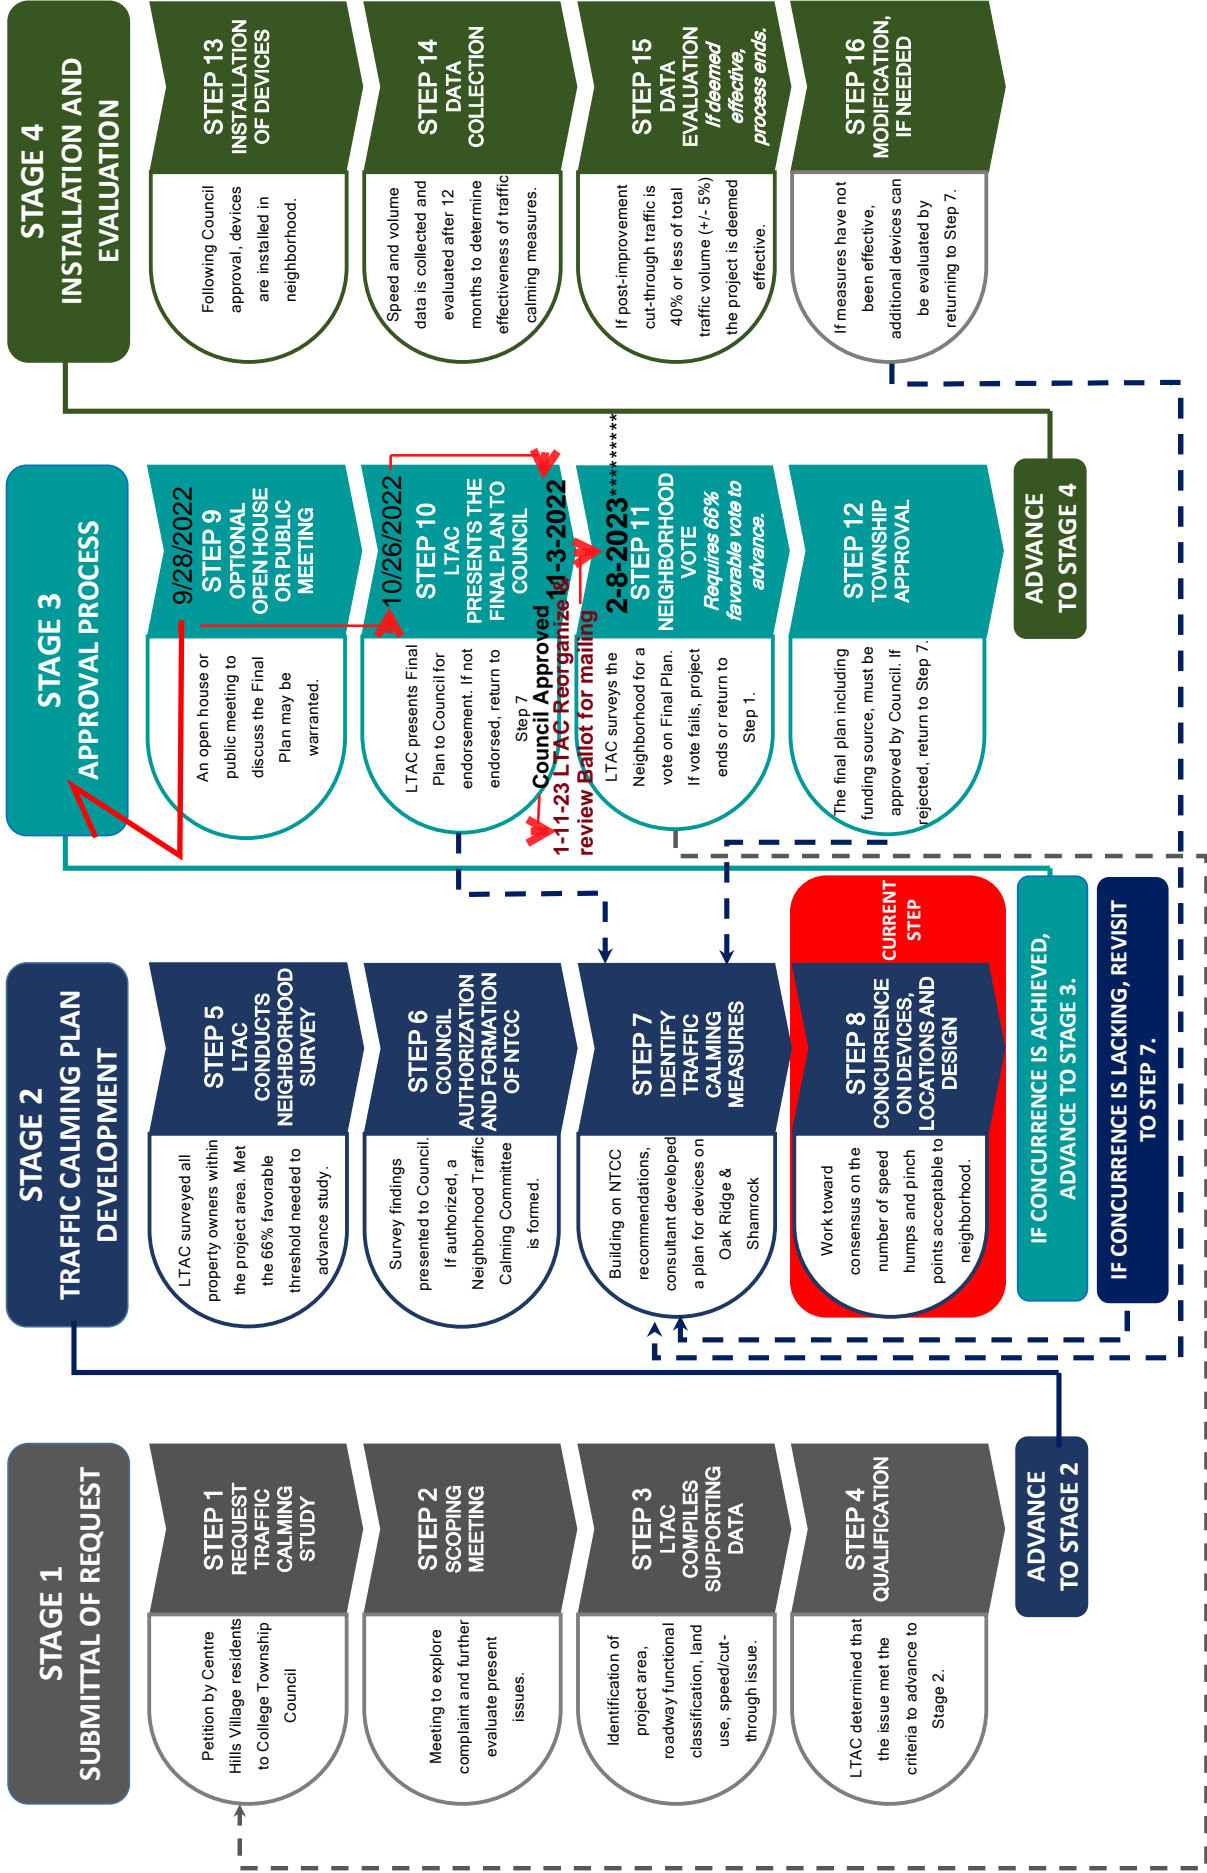 STAGE 1
SUBMITTAL OF REQUEST
STEP 1
REQUEST
TRAFFIC
CALMING
STUDY
Petition by Centre
Hills Village residents
to College Township
Council
STEP 2
SCOPING
MEETING
Meeting to explore
complaint and further
evaluate present
issues.
STEP 3
LTAC
COMPILES
SUPPORTING
DATA
Identification of
project area,
roadway functional
classification, land
use, speed/cut-
through issue.
STEP 4
QUALIFICATION
LTAC determined that
the issue met the
criteria to advance to
Stage 2.
ADVANCE
TO STAGE 2
STAGE 2
TRAFFIC CALMING PLAN
DEVELOPMENT
STEP 5
LTAC
CONDUCTS
NEIGHBORHOOD
SURVEY
LTAC surveyed all
property owners within
the project area. Met
the 66% favorable
threshold needed to
advance study.
STEP 6
COUNCIL
AUTHORIZATION
AND FORMATION
OF NTCC
Survey findings
presented to Council.
If authorized, a
Neighborhood Traffic
Calming Committee
is formed.
STEP 7
IDENTIFY
TRAFFIC
CALMING
MEASURES
Building on NTCC
recommendations,
consultant developed
a plan for devices on
Oak Ridge &
Shamrock
STEP 8
CONCURRENCE
ON DEVICES,
LOCATIONS AND
DESIGN
Work toward
consensus on the
number of speed
humps and pinch
points acceptable to
neighborhood.
CURRENT
STEP
IF CONCURRENCE IS ACHIEVED,
ADVANCE TO STAGE 3.
IF CONCURRENCE IS LACKING, REVISIT
TO STEP 7.
STAGE 3
APPROVAL PROCESS
9/28/2022
STEP 9
OPTIONAL
OPEN HOUSE
OR PUBLIC
MEETING
An open house or
public meeting to
discuss the Final
Plan may be
warranted.
10/26/2022
STEP 10
LTAC
PRESENTS THE
FINAL PLAN TO
COUNCIL
LTAC presents Final
Plan to Council for
endorsement. If not
endorsed, return to
Step 7
Council Approved 11-3-2022
1-11-23 LTAC Reorganize &
review Ballot for mailing
2-8-2023*********
STEP 11
NEIGHBORHOOD
VOTE
Requires 66%
favorable vote to
advance.
LTAC surveys the
Neighborhood for a
vote on Final Plan.
If vote fails, project
ends or return to
Step 1.
STEP 12
TOWNSHIP
APPROVAL
The final plan including
funding source, must be
approved by Council. If
rejected, return to Step 7.
ADVANCE
TO STAGE 4
STAGE 4
INSTALLATION AND
EVALUATION
STEP 13
INSTALLATION
OF DEVICES
Following Council
approval, devices
are installed in
neighborhood.
STEP 14
DATA
COLLECTION
Speed and volume
data is collected and
evaluated after 12
months to determine
effectiveness of traffic
calming measures.
STEP 15
DATA
EVALUATION
If deemed
effective,
process ends.
If post-improvement
cut-through traffic is
40% or less of total
traffic volume (+/- 5%)
the project is deemed
effective.
STEP 16
MODIFICATION,
IF NEEDED
If measures have not
been effective,
additional devices can
be evaluated by
returning to Step 7.